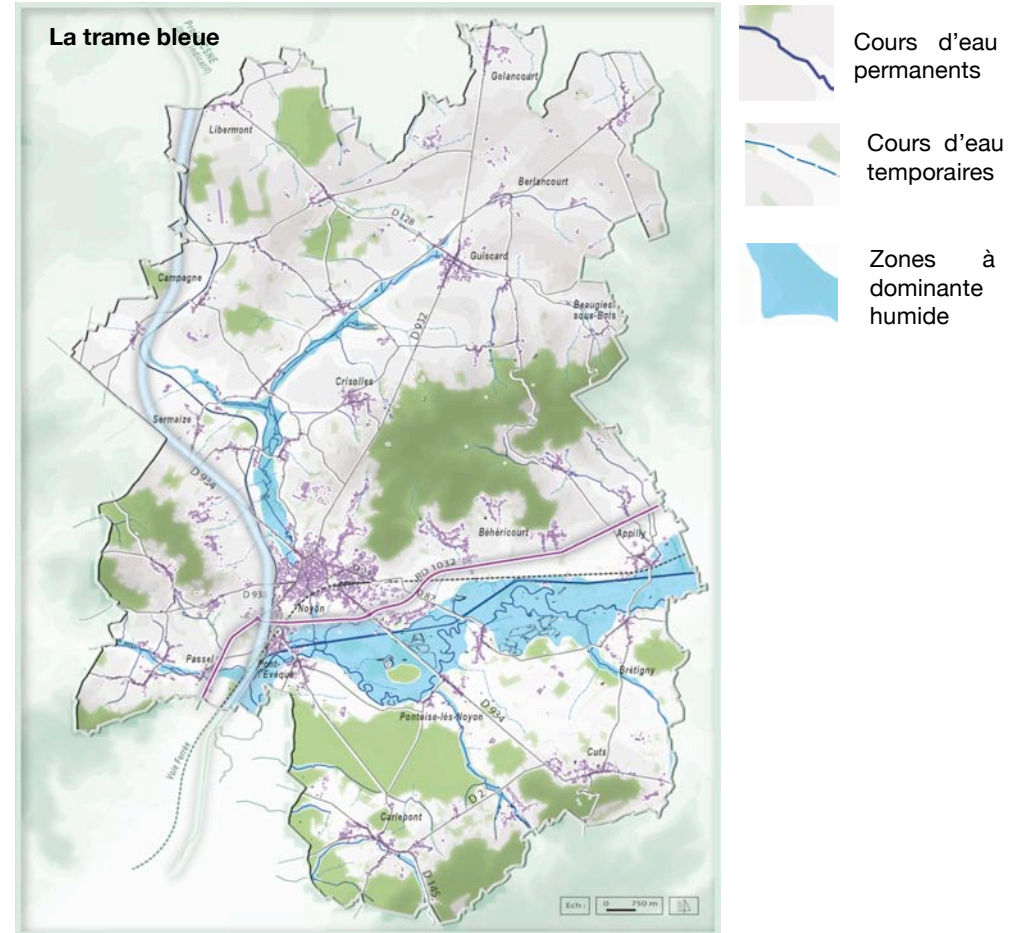 La trame bleue
Golancourt
Libermont
Berlancourt
D 128
Guiscard
Campagne
Beaugies
sous-Bois
D 932
Crisolles
Sermaize
D 934
Béhéricourt
Appilly
RD 1032
D 93
D 87
Noyon
Passel
Pont-
l'Evêque
Brétigny
Pontoise-lès-Noyon
D 934
Voie Ferrée
Cuts
D 2
Carlepont
D 145
Ech :
0 750 m
Cours d'eau
permanents
Cours d'eau
temporaires
Zones à
dominante
humide